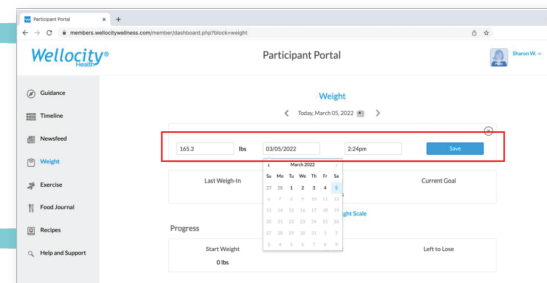 Participant Portal
members.wellocitywellness.com/member/dashboard.php?block=weight
Wellocity®
Health
Participant Portal
Sharon W.
Guidance
Timeline
Newsfeed
Weight
Exercise
Food Journal
Recipes
Help and Support
Weight
Today, March 05, 2022
165.3 lbs 03/05/2022 2:24pm Save
March 2022
Su Mo Tu We Th Fr Sa
27 28 1 2 3 4 5
6 7 8 9 10 11 12
13 14 15 16 17 18 19
20 21 22 23 24 25 26
27 28 29 30 31 1 2
3 4 5 6 7 8 9
Last Weigh-In Current Goal
Scale
Progress
Start Weight Left to Lose
0 lbs